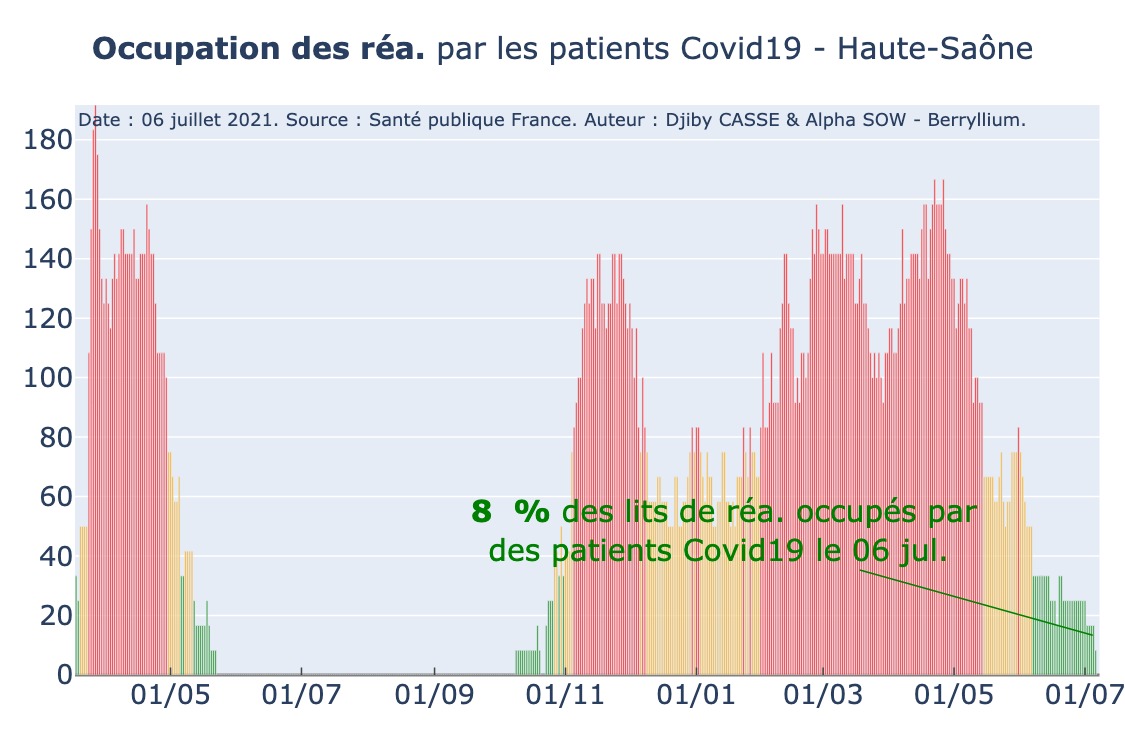 Occupation des réa. par les patients Covid19 - Haute-Saône
Date : 06 juillet 2021. Source : Santé publique France. Auteur : Djiby CASSE & Alpha SOW - Berryllium.
180
160
140
120
100
80
60
40
20
0
8 % des lits de réa. occupés par
des patients Covid19 le 06 jul.
01/05 01/07 01/09 01/11 01/01 01/03 01/05 01/07